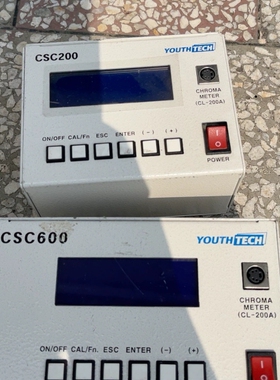 CSC200
YOUTHTECH
CHROMA
METER
(CL-200A)
ON/OFF CAL/Fn ESC ENTER (-) (+)
POWER
CSC600
YOUTHTECH
CHROMA
METER
(CL-200A)
ON/OFF CAL/Fn. ESC ENTER (-) (+)